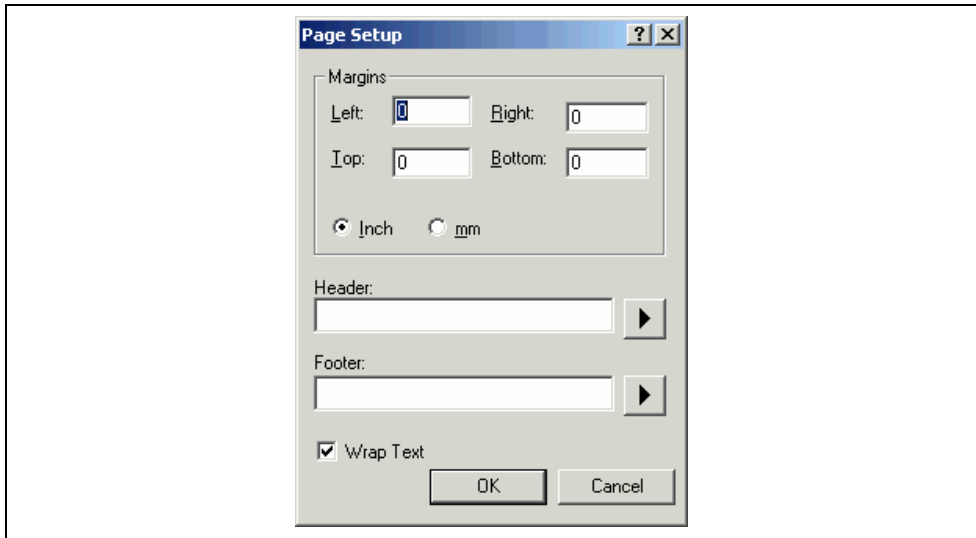 Page Setup
Margins
Left: 0 Right: 0
Top: 0 Bottom: 0
Inch mm
Header:
Footer:
Wrap Text
OK Cancel